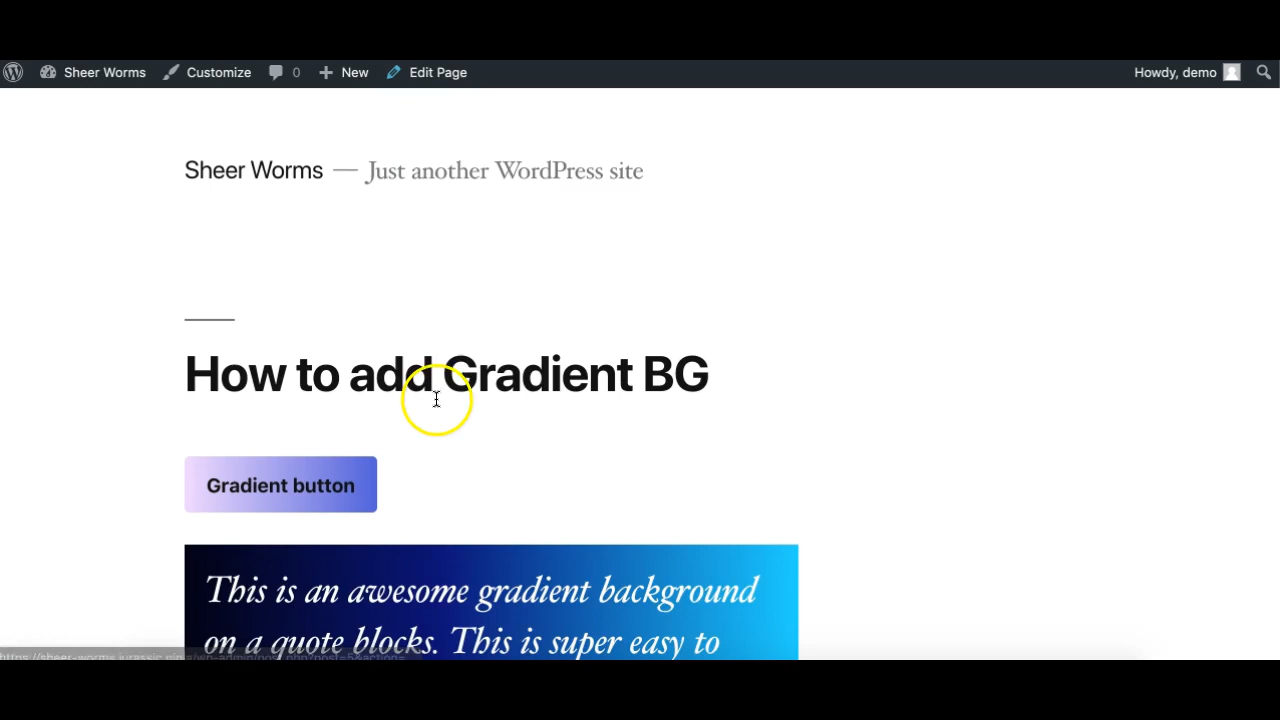 Sheer Worms Customize 0 New Edit Page Howdy, demo
Sheer Worms — Just another WordPress site
How to add Gradient BG
Gradient button
This is an awesome gradient background
on a quote blocks. This is super easy to